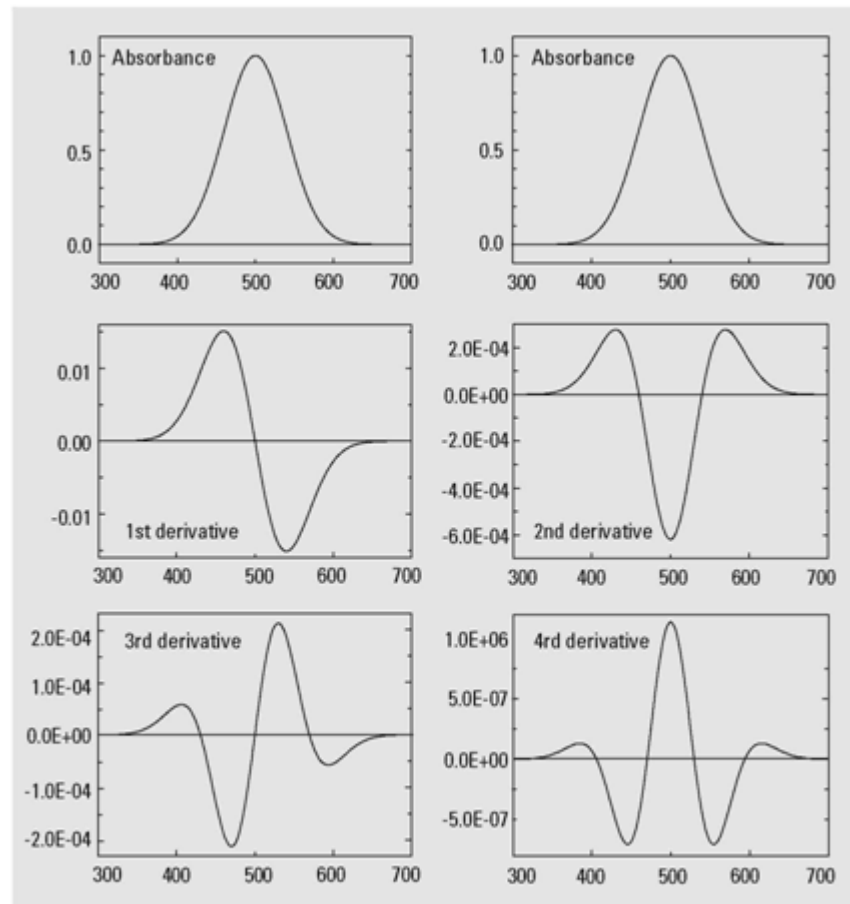 Absorbance
1.0
0.5
0.0
300 400 500 600 700
Absorbance
1.0
0.5
0.0
300 400 500 600 700
0.01
0.00
-0.01
1st derivative
300 400 500 600 700
2.0E-04
0.0E+00
-2.0E-04
-4.0E-04
-6.0E-04
2nd derivative
300 400 500 600 700
3rd derivative
2.0E-04
1.0E-04
0.0E+00
-1.0E-04
-2.0E-04
300 400 500 600 700
4rd derivative
1.0E+06
5.0E-07
0.0E+00
-5.0E-07
300 400 500 600 700